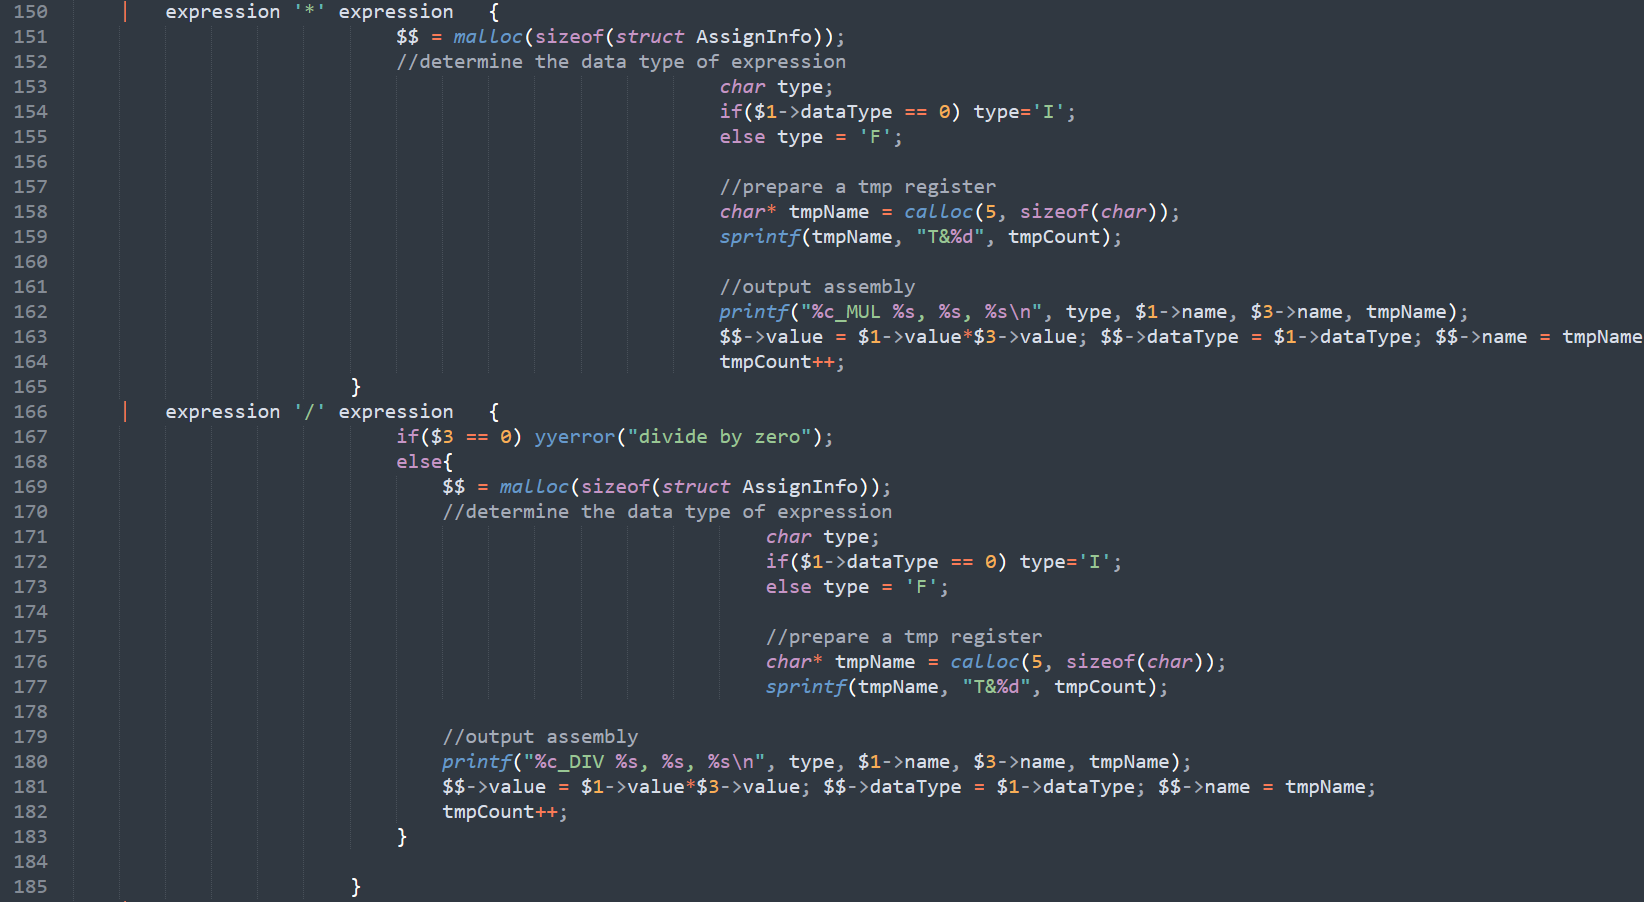 150 | expression '*' expression {
151 $$ = malloc(sizeof(struct AssignInfo));
152 //determine the data type of expression
153 char type;
154 if($1->dataType == 0) type='I';
155 else type = 'F';
156
157 //prepare a tmp register
158 char* tmpName = calloc(5, sizeof(char));
159 sprintf(tmpName, "T&%d", tmpCount);
160
161 //output assembly
162 printf("%c_MUL %s, %s, %s\n", type, $1->name, $3->name, tmpName);
163 $$->value = $1->value*$3->value; $$->dataType = $1->dataType; $$->name = tmpName
164 tmpCount++;
165 }
166 | expression '/' expression {
167 if($3 == 0) yyerror("divide by zero");
168 else{
169 $$ = malloc(sizeof(struct AssignInfo));
170 //determine the data type of expression
171 char type;
172 if($1->dataType == 0) type='I';
173 else type = 'F';
174
175 //prepare a tmp register
176 char* tmpName = calloc(5, sizeof(char));
177 sprintf(tmpName, "T&%d", tmpCount);
178
179 //output assembly
180 printf("%c_DIV %s, %s, %s\n", type, $1->name, $3->name, tmpName);
181 $$->value = $1->value*$3->value; $$->dataType = $1->dataType; $$->name = tmpName;
182 tmpCount++;
183 }
184
185 }